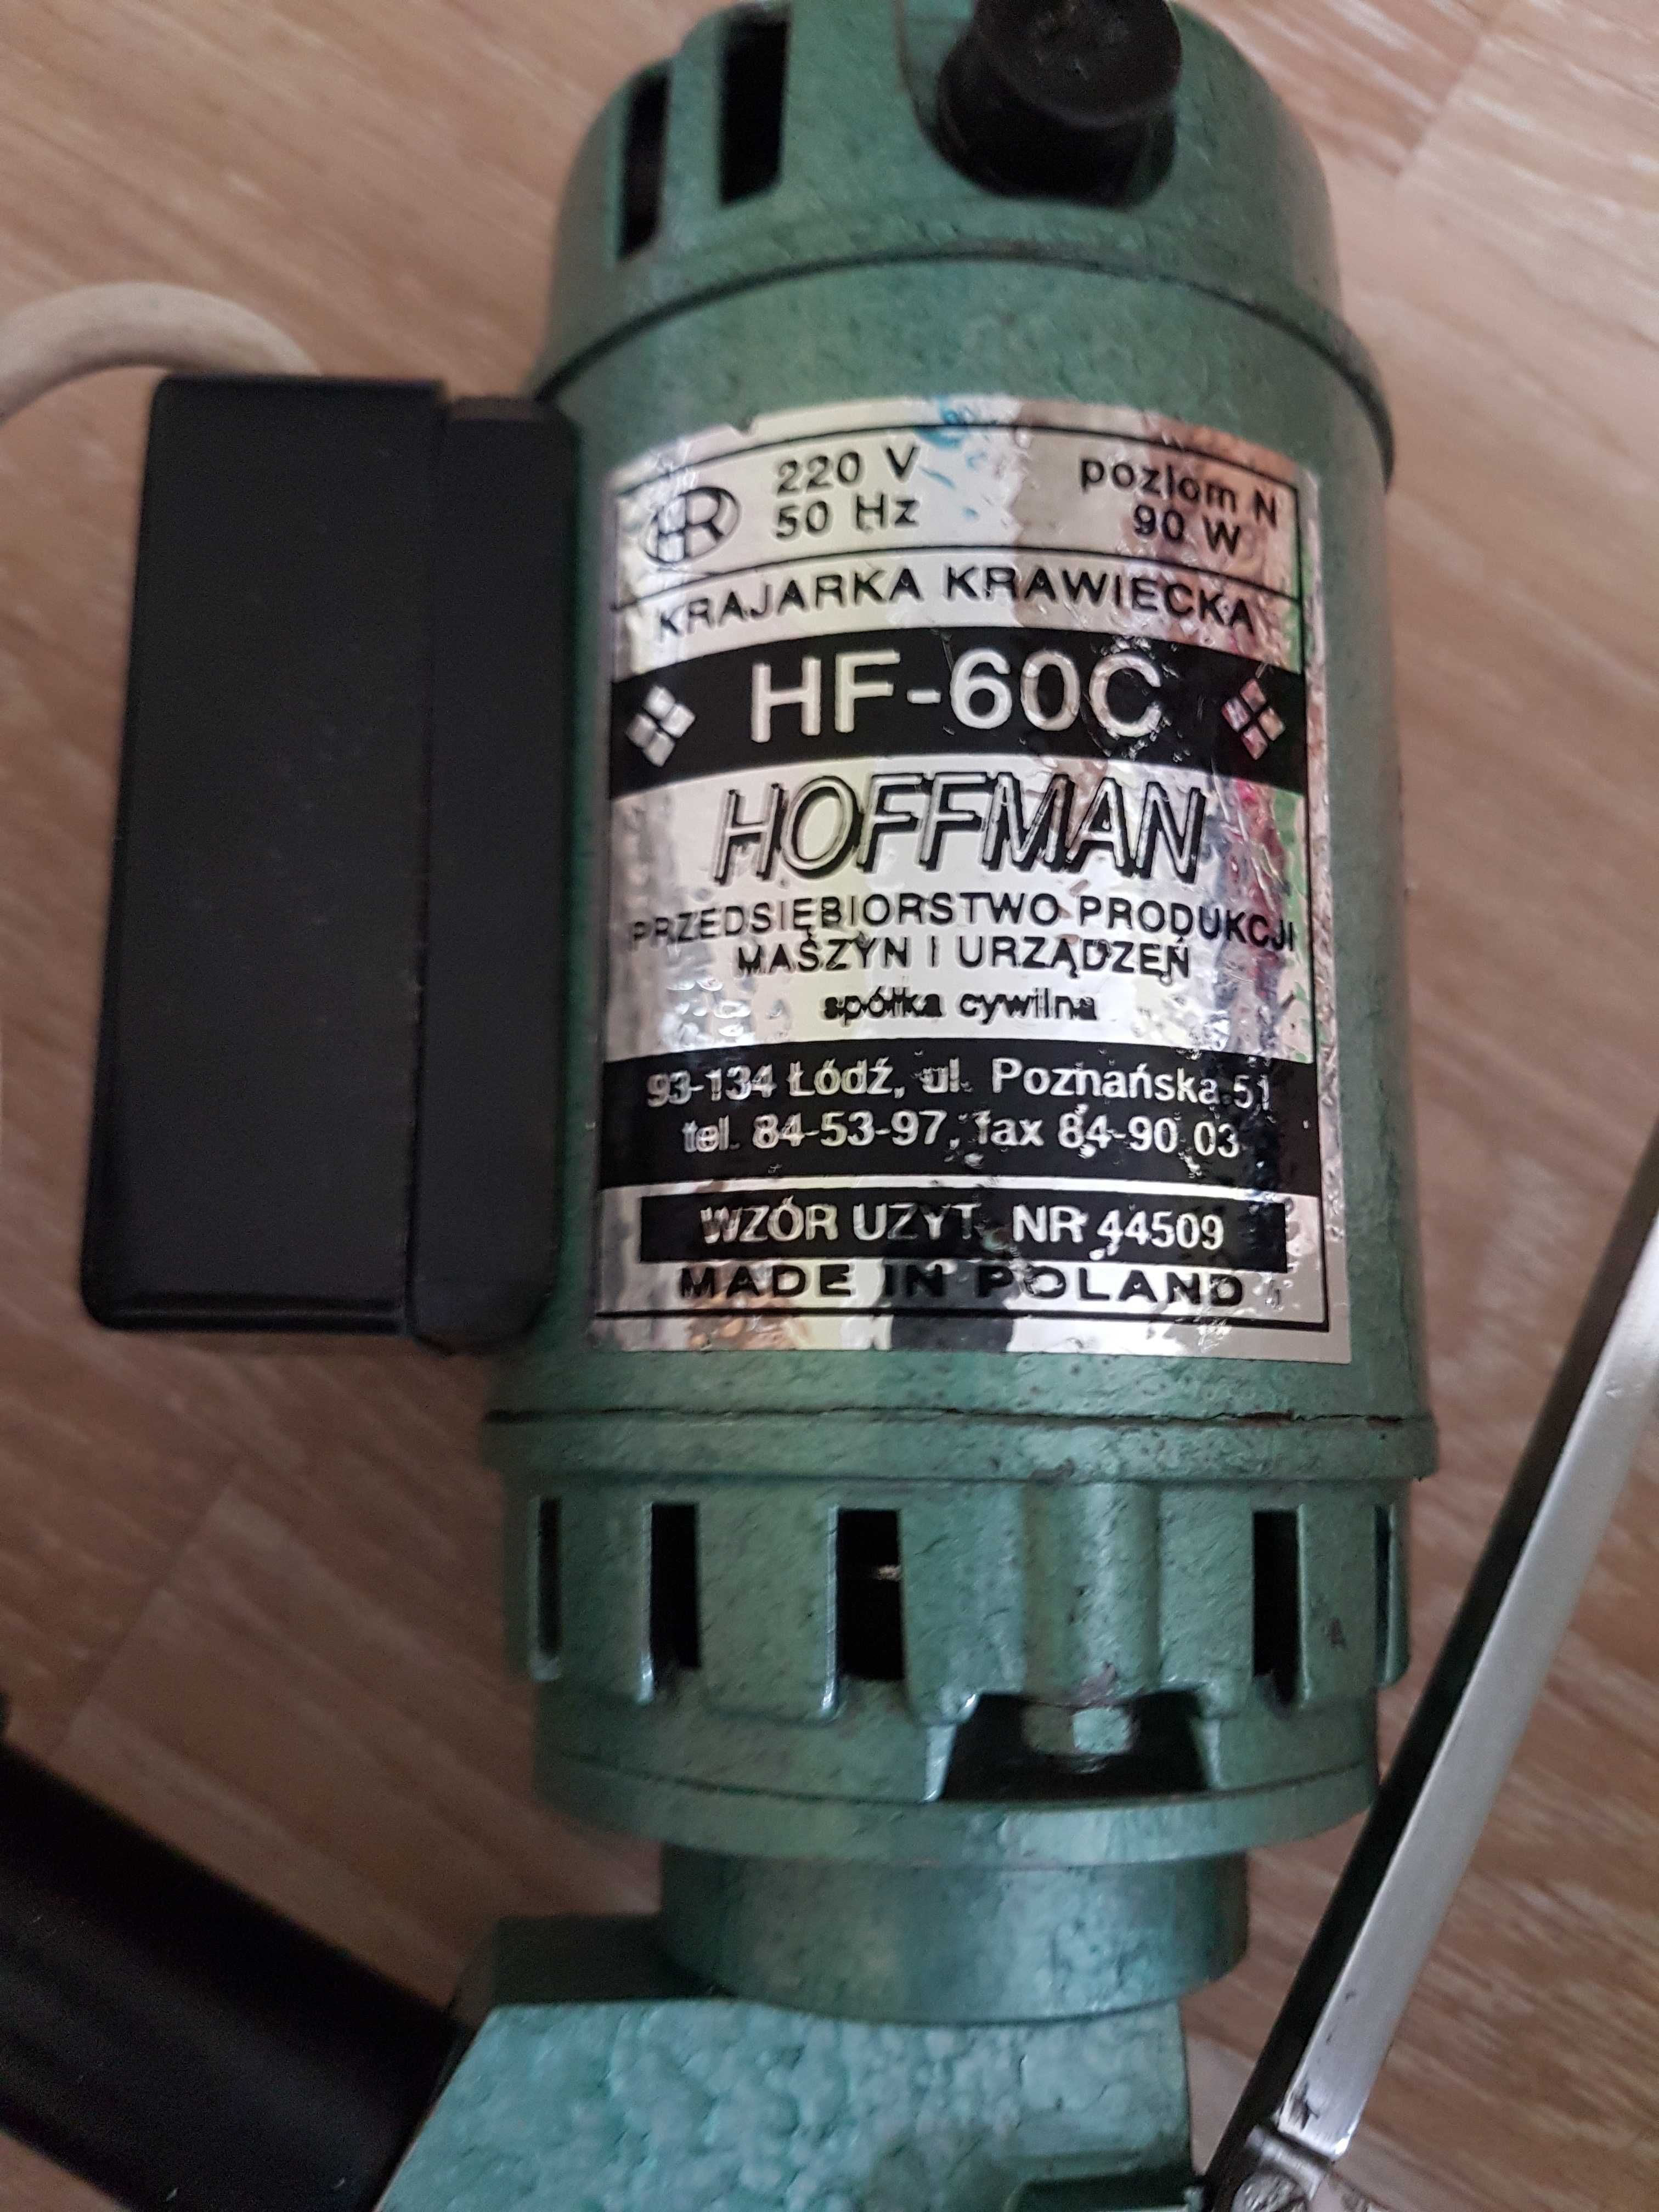 HR
220 V
50 Hz
poziom N
90 W
KRAJARKA KRAWIECKA
HF-60C
HOFFMAN
PRZEDSIĘBIORSTWO PRODUKCJI
MASZYN I URZĄDZEŃ
spółka cywilna
93-134 Łódź, ul. Poznańska 51
tel. 84-53-97, fax 84-90 03
WZÓR UŻYT. NR 44509
MADE IN POLAND